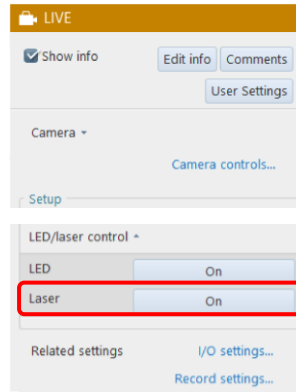 LIVE
Show info Edit info Comments
User Settings
Camera
Camera controls...
Setup
LED/laser control
LED On
Laser On
Related settings I/O settings...
Record settings...